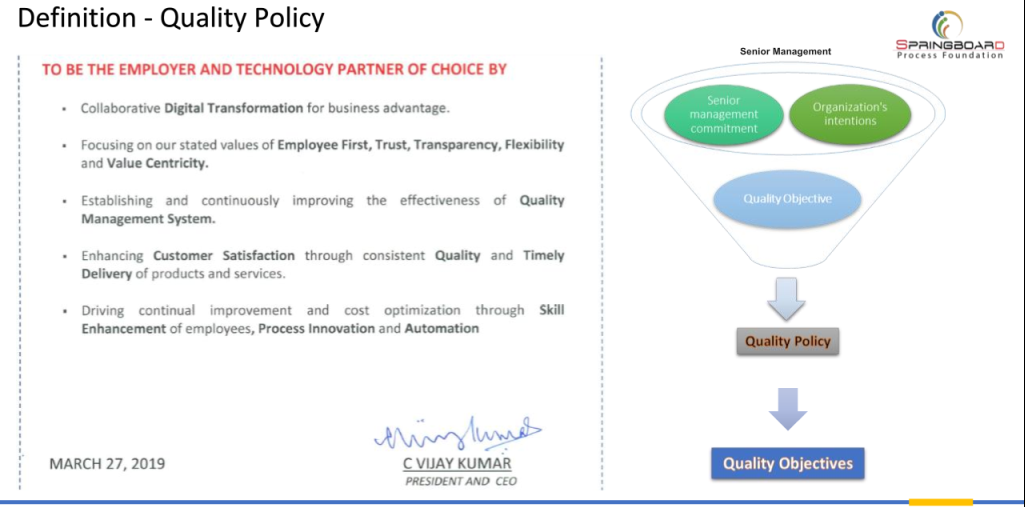 Definition - Quality Policy
SPRINGBOARD
Process Foundation
TO BE THE EMPLOYER AND TECHNOLOGY PARTNER OF CHOICE BY
▪ Collaborative Digital Transformation for business advantage.
▪ Focusing on our stated values of Employee First, Trust, Transparency, Flexibility
and Value Centricity.
▪ Establishing and continuously improving the effectiveness of Quality
Management System.
▪ Enhancing Customer Satisfaction through consistent Quality and Timely
Delivery of products and services.
▪ Driving continual improvement and cost optimization through Skill
Enhancement of employees, Process Innovation and Automation
MARCH 27, 2019
C VIJAY KUMAR
PRESIDENT AND CEO
Senior Management
Senior
management
commitment
Organization's
intentions
Quality Objective
Quality Policy
Quality Objectives